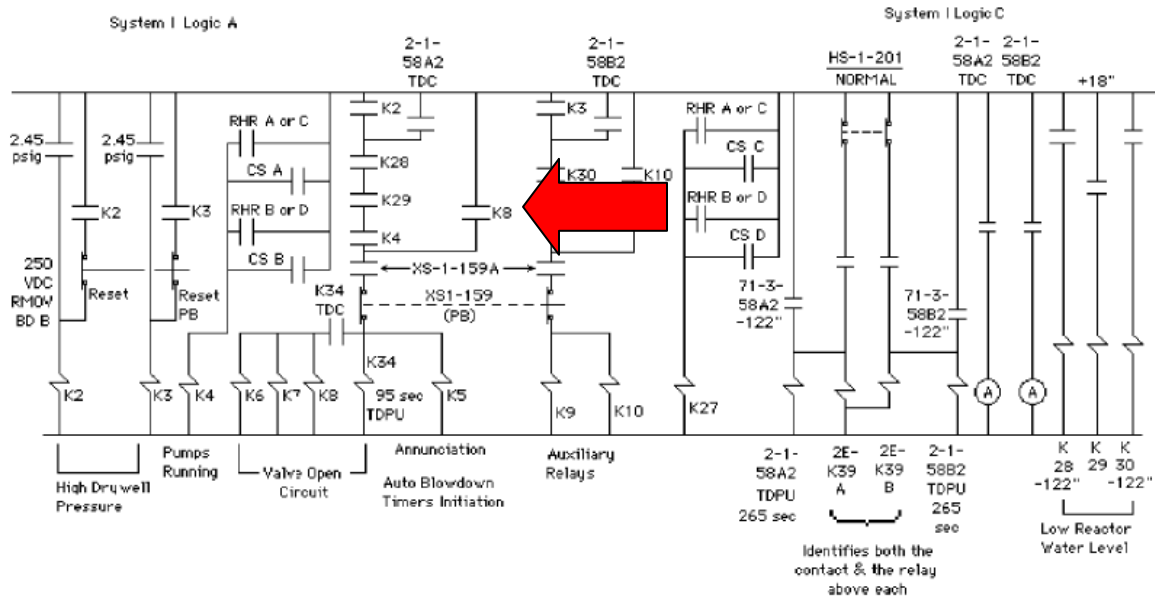 System I Logic A
System I Logic C
2-1-
58A2
TDC
2-1-
58B2
TDC
HS-1-201
NORMAL
2-1-
58A2
TDC
2-1-
58B2
TDC
+18"
2.45
psig
2.45
psig
RHR A or C
CS A
RHR B or D
CS B
K2
K28
K29
K4
K8
K3
K30
K10
RHR A or C
CS C
RHR B or D
CS D
K2
K3
250
VDC
RMOV
BD B
Reset
Reset
PB
K34
TDC
XS-1-159A
XS1-159
(PB)
71-3-
58A2
-122"
71-3-
58B2
-122"
K2
K3
K4
K6
K7
K8
K34
95 sec
TDPU
K5
K9
K10
K27
A
A
High Drywell
Pressure
Pumps
Running
Valve Open
Circuit
Annunciation
Auto Blowdown
Timers Initiation
Auxiliary
Relays
2-1-
58A2
TDPU
265 sec
2E-
K39
A
2E-
K39
B
2-1-
58B2
TDPU
265
sec
K
28
-122"
K
29
K
30
-122"
Low Reactor
Water Level
Identifies both the
contact & the relay
above each